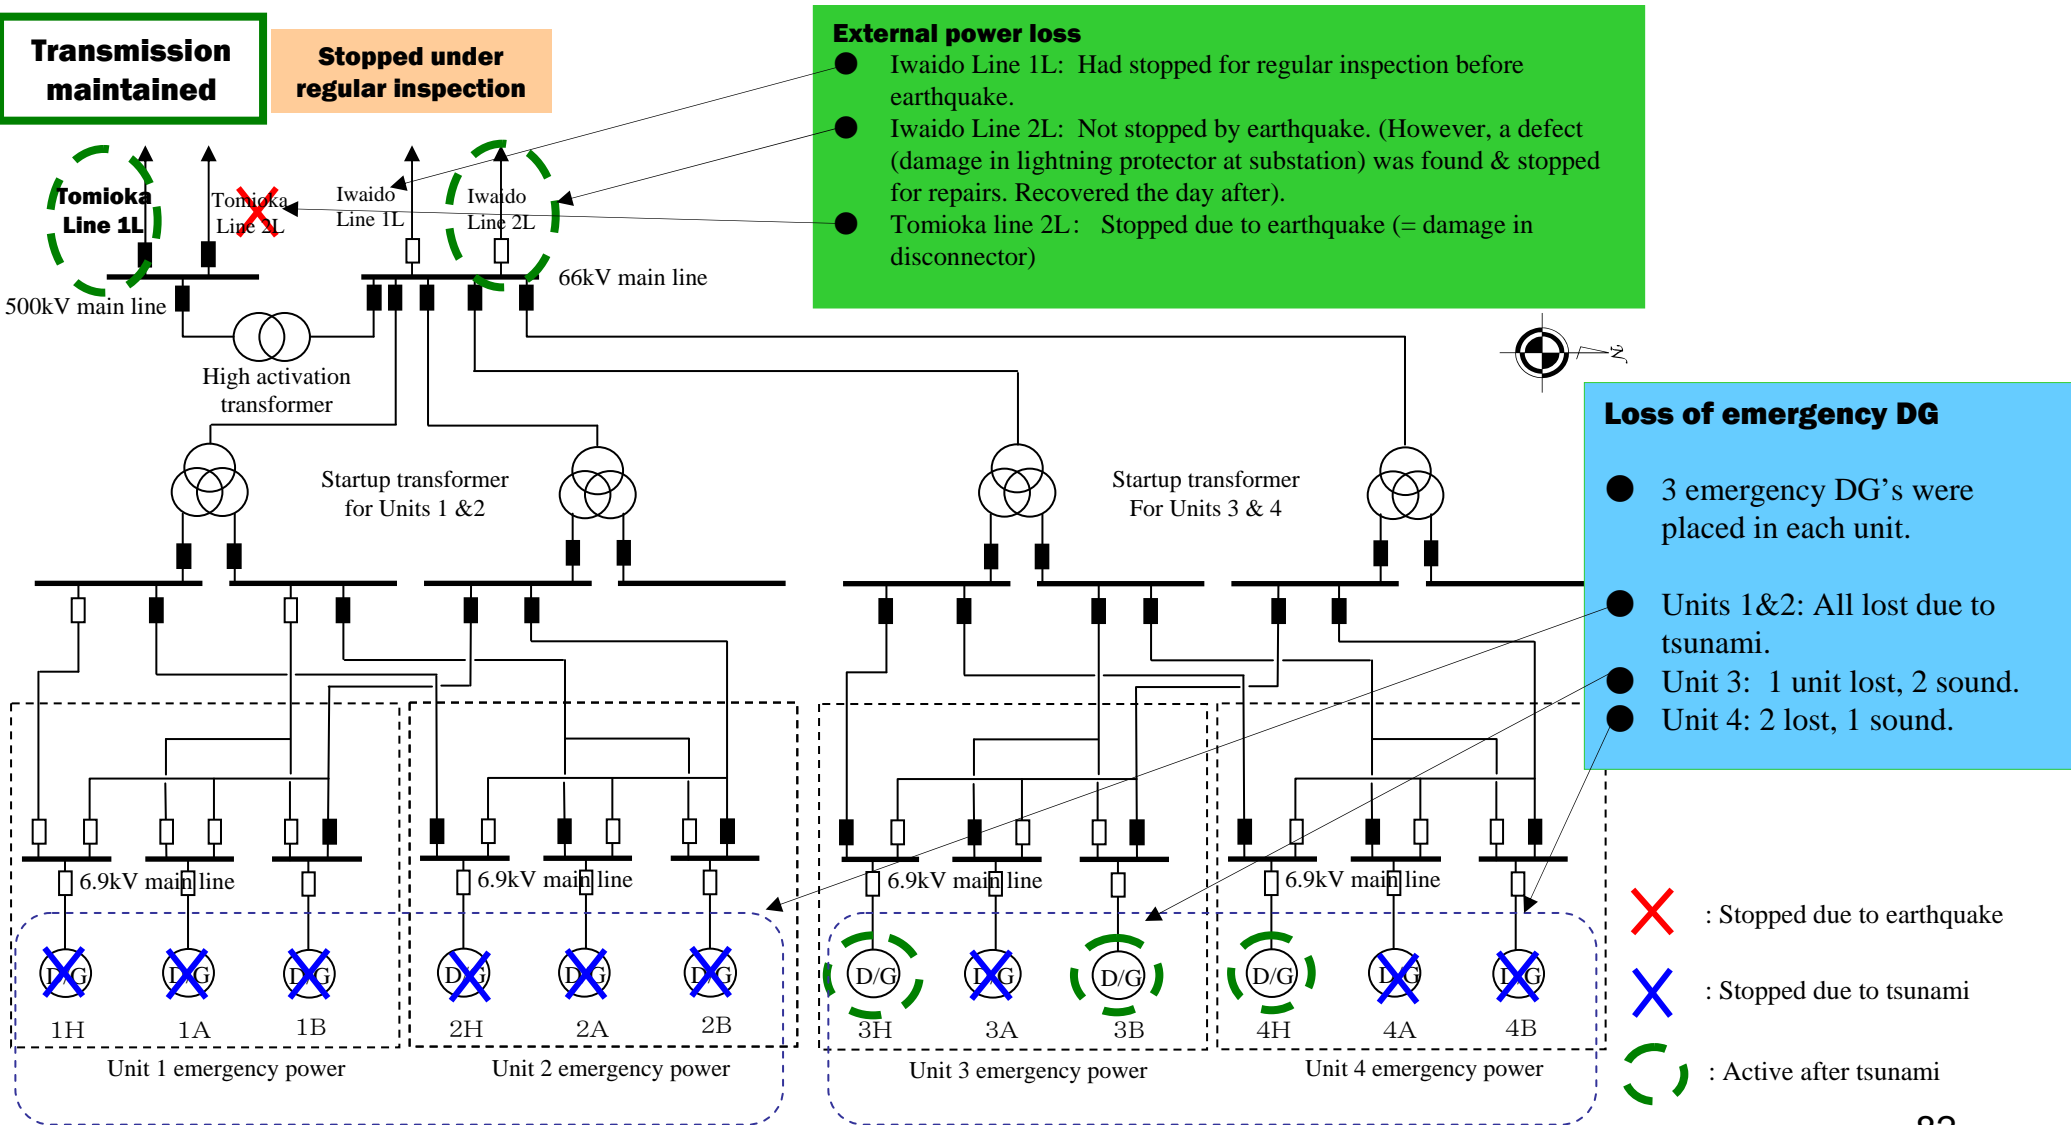 Transmission
maintained
Stopped under
regular inspection
External power loss
● Iwaido Line 1L: Had stopped for regular inspection before
earthquake.
● Iwaido Line 2L: Not stopped by earthquake. (However, a defect
(damage in lightning protector at substation) was found & stopped
for repairs. Recovered the day after).
● Tomioka line 2L: Stopped due to earthquake (= damage in
disconnector)
Tomioka
Line 1L
Tomioka
Line 2L
Iwaido
Line 1L
Iwaido
Line 2L
500kV main line
66kV main line
High activation
transformer
N
Startup transformer
for Units 1 &2
Startup transformer
For Units 3 & 4
Loss of emergency DG
● 3 emergency DG's were
placed in each unit.
● Units 1&2: All lost due to
tsunami.
● Unit 3: 1 unit lost, 2 sound.
● Unit 4: 2 lost, 1 sound.
6.9kV main line
6.9kV main line
6.9kV main line
6.9kV main line
D/G
D/G
D/G
D/G
D/G
D/G
D/G
D/G
D/G
D/G
D/G
D/G
1H
1A
1B
2H
2A
2B
3H
3A
3B
4H
4A
4B
Unit 1 emergency power
Unit 2 emergency power
Unit 3 emergency power
Unit 4 emergency power
: Stopped due to earthquake
: Stopped due to tsunami
: Active after tsunami